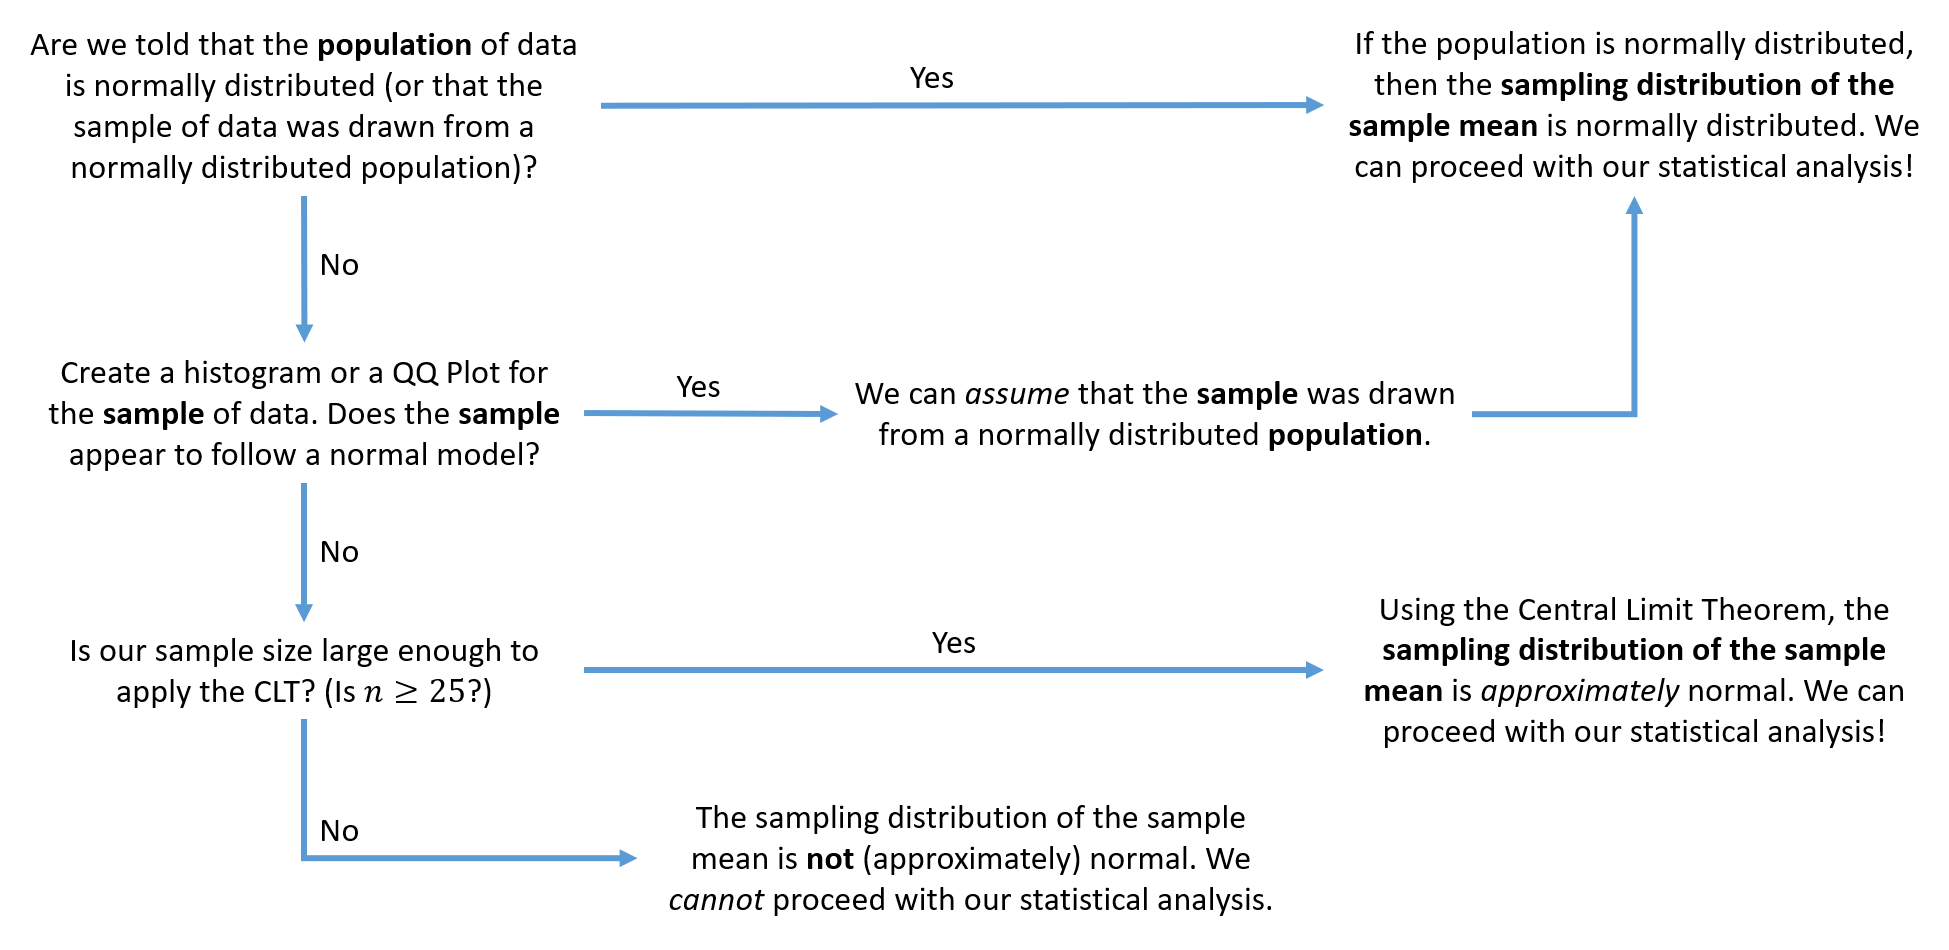 Are we told that the population of data
is normally distributed (or that the
sample of data was drawn from a
normally distributed population)?
Yes
If the population is normally distributed,
then the sampling distribution of the
sample mean is normally distributed. We
can proceed with our statistical analysis!
No
Create a histogram or a QQ Plot for
the sample of data. Does the sample
appear to follow a normal model?
Yes
We can assume that the sample was drawn
from a normally distributed population.
No
Is our sample size large enough to
apply the CLT? (Is n ≥ 25?)
Yes
Using the Central Limit Theorem, the
sampling distribution of the sample
mean is approximately normal. We can
proceed with our statistical analysis!
No
The sampling distribution of the sample
mean is not (approximately) normal. We
cannot proceed with our statistical analysis.